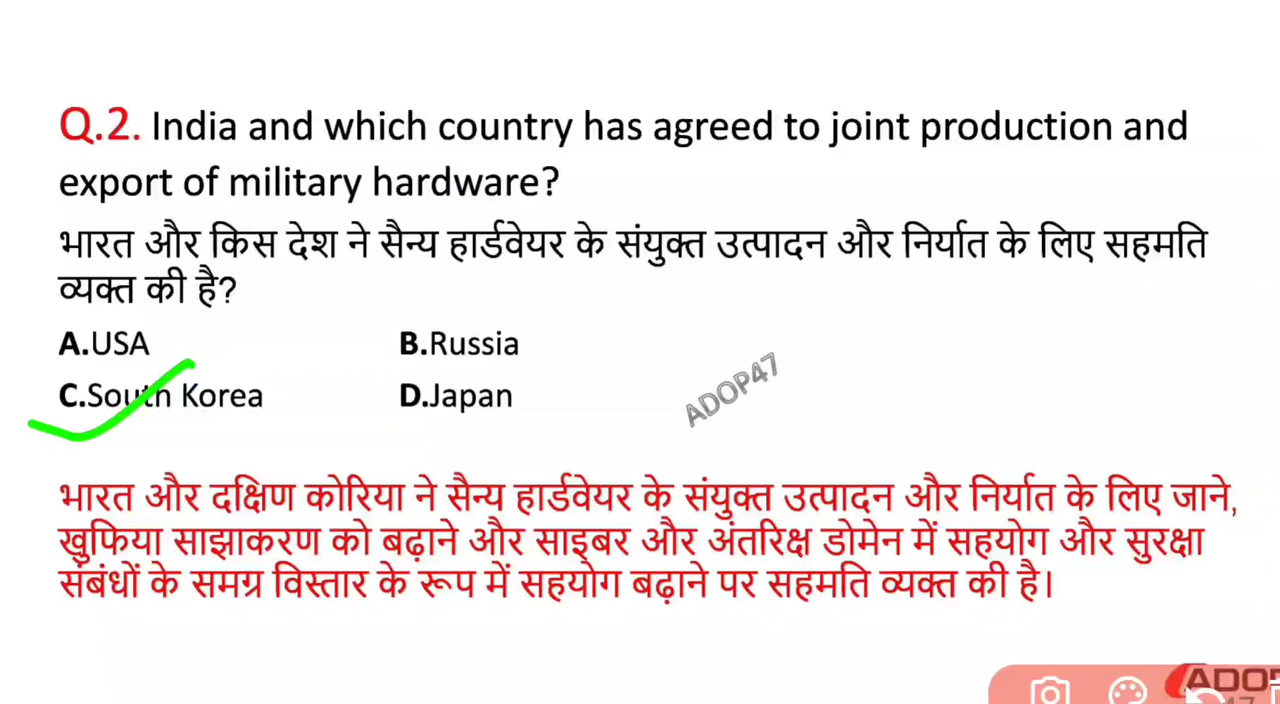 Q.2. India and which country has agreed to joint production and
export of military hardware?
भारत और किस देश ने सैन्य हार्डवेयर के संयुक्त उत्पादन और निर्यात के लिए सहमति
व्यक्त की है?
A.USA B.Russia
C.South Korea D.Japan
ADOP47
भारत और दक्षिण कोरिया ने सैन्य हार्डवेयर के संयुक्त उत्पादन और निर्यात के लिए जाने,
खुफिया साझाकरण को बढ़ाने और साइबर और अंतरिक्ष डोमेन में सहयोग और सुरक्षा
संबंधों के समग्र विस्तार के रूप में सहयोग बढ़ाने पर सहमति व्यक्त की है।